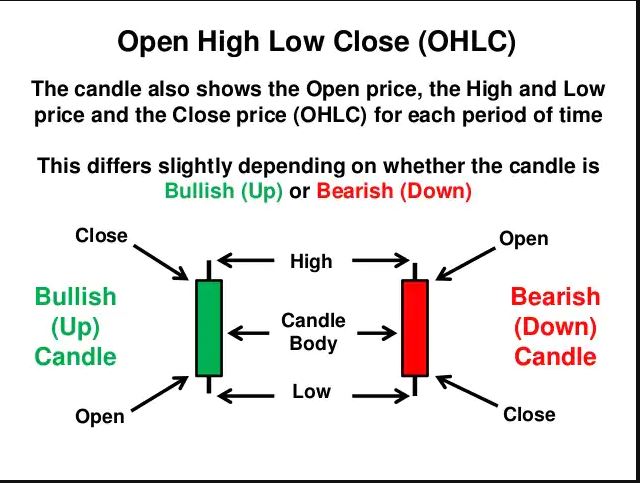 Open High Low Close (OHLC)
The candle also shows the Open price, the High and Low
price and the Close price (OHLC) for each period of time
This differs slightly depending on whether the candle is
Bullish (Up) or Bearish (Down)
Close
High
Open
Bullish
(Up)
Candle
Candle
Body
Bearish
(Down)
Candle
Open
Low
Close